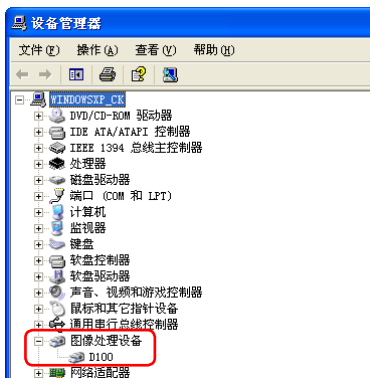 设备管理器
文件(F) 操作(A) 查看(V) 帮助(H)
WINDOWSXP_CK
DVD/CD-ROM 驱动器
IDE ATA/ATAPI 控制器
IEEE 1394 总线主控制器
处理器
磁盘驱动器
端口 (COM 和 LPT)
计算机
监视器
键盘
软盘控制器
软盘驱动器
声音、视频和游戏控制器
鼠标和其它指针设备
通用串行总线控制器
图像处理设备
D100
网络适配器